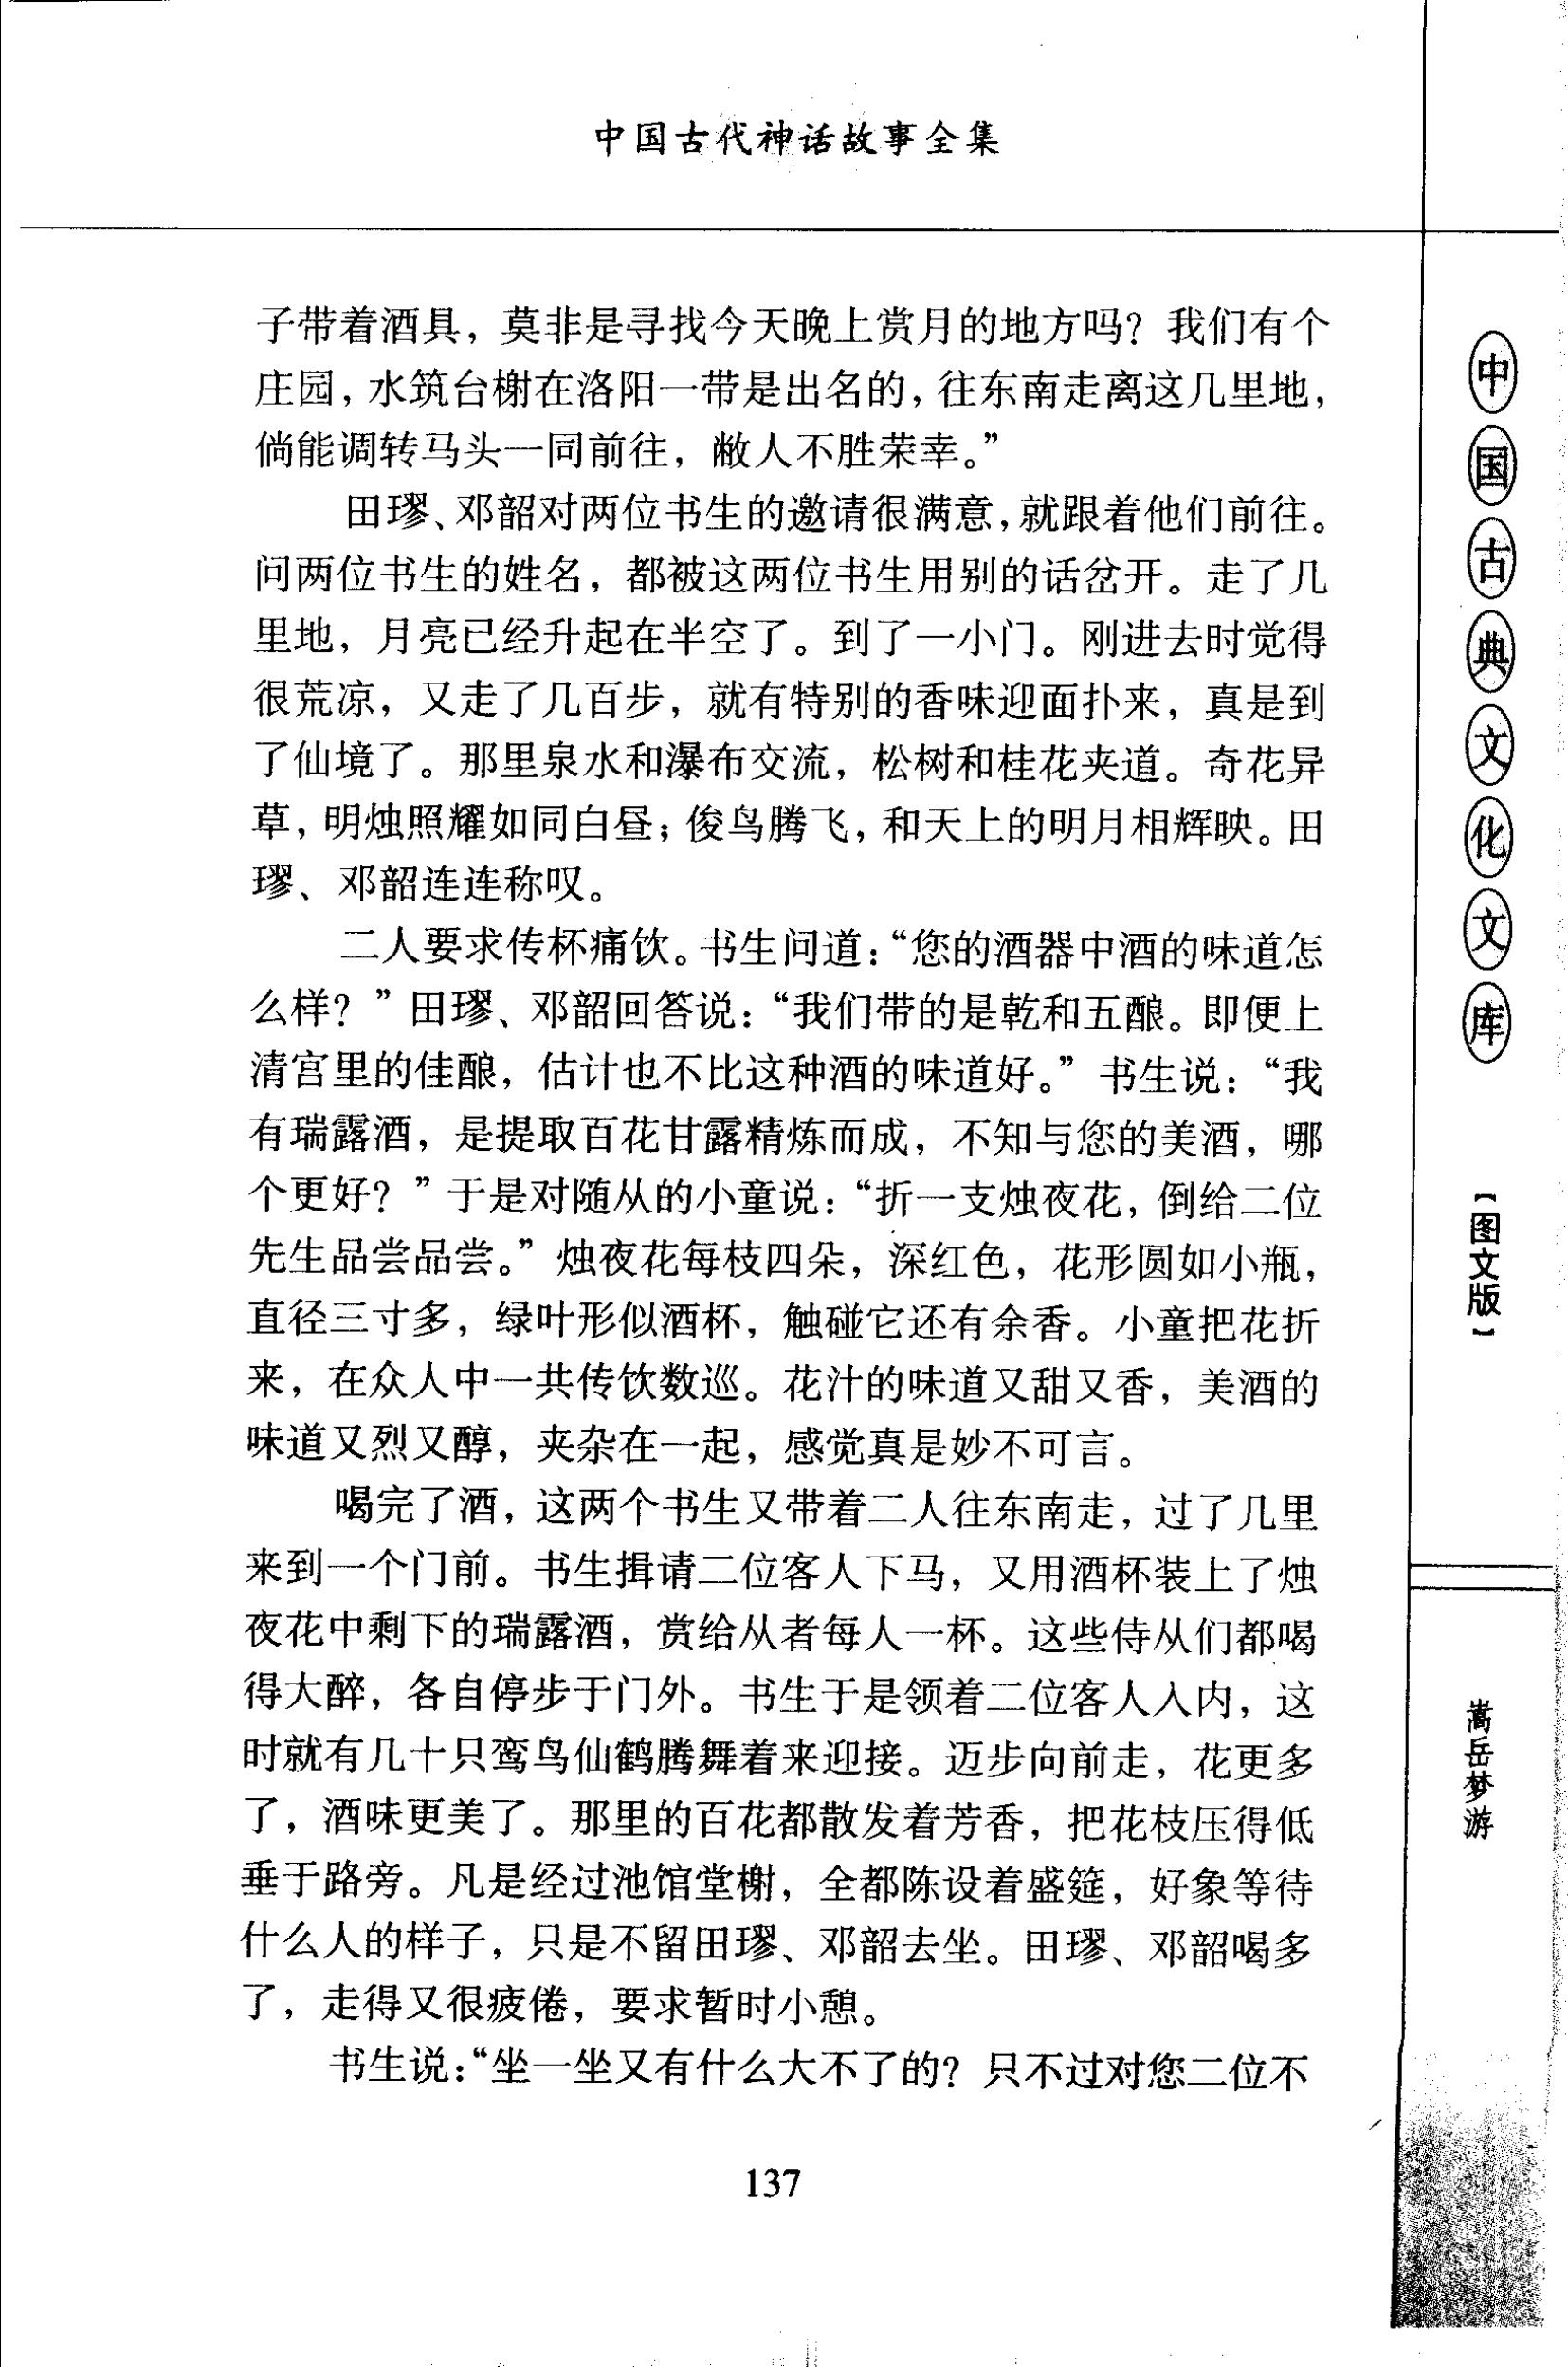 中国古代神话故事全集
子带着酒具，莫非是寻找今天晚上赏月的地方吗？我们有个
庄园，水筑台榭在洛阳一带是出名的，往东南走离这几里地，
倘能调转马头一同前往，敝人不胜荣幸。”
田璆、邓韶对两位书生的邀请很满意，就跟着他们前往。
问两位书生的姓名，都被这两位书生用别的话岔开。走了几
里地，月亮已经升起在半空了。到了一小门。刚进去时觉得
很荒凉，又走了几百步，就有特别的香味迎面扑来，真是到
了仙境了。那里泉水和瀑布交流，松树和桂花夹道。奇花异
草，明烛照耀如同白昼；俊鸟腾飞，和天上的明月相辉映。田
璆、邓韶连连称叹。
二人要求传杯痛饮。书生问道：“您的酒器中酒的味道怎
么样？”田璆、邓韶回答说：“我们带的是乾和五酿。即便上
清宫里的佳酿，估计也不比这种酒的味道好。”书生说：“我
有瑞露酒，是提取百花甘露精炼而成，不知与您的美酒，哪
个更好？”于是对随从的小童说：“折一支烛夜花，倒给二位
先生品尝品尝。”烛夜花每枝四朵，深红色，花形圆如小瓶，
直径三寸多，绿叶形似酒杯，触碰它还有余香。小童把花折
来，在众人中一共传饮数巡。花汁的味道又甜又香，美酒的
味道又烈又醇，夹杂在一起，感觉真是妙不可言。
喝完了酒，这两个书生又带着二人往东南走，过了几里
来到一个门前。书生揖请二位客人下马，又用酒杯装上了烛
夜花中剩下的瑞露酒，赏给从者每人一杯。这些侍从们都喝
得大醉，各自停步于门外。书生于是领着二位客人入内，这
时就有几十只鸾鸟仙鹤腾舞着来迎接。迈步向前走，花更多
了，酒味更美了。那里的百花都散发着芳香，把花枝压得低
垂于路旁。凡是经过池馆堂榭，全都陈设着盛筵，好象等待
什么人的样子，只是不留田璆、邓韶去坐。田璆、邓韶喝多
了，走得又很疲倦，要求暂时小憩。
书生说：“坐一坐又有什么大不了的？只不过对您二位不
137
中国古典文化文库
【图文版】
嵩岳梦游